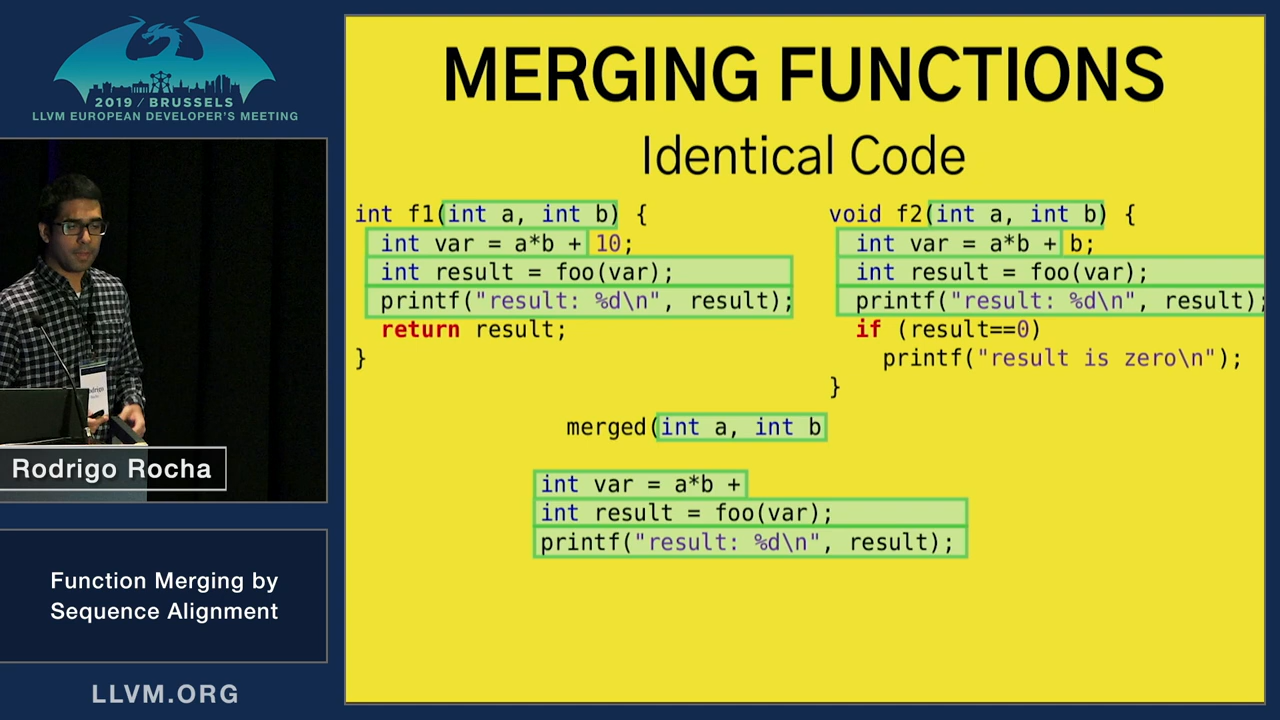 2019 / BRUSSELS
LLVM EUROPEAN DEVELOPER'S MEETING
Rodrigo Rocha
Function Merging by
Sequence Alignment
LLVM.ORG
MERGING FUNCTIONS
Identical Code
int f1(int a, int b) {
int var = a*b + 10;
int result = foo(var);
printf("result: %d\n", result);
return result;
}
void f2(int a, int b) {
int var = a*b + b;
int result = foo(var);
printf("result: %d\n", result);
if (result==0)
printf("result is zero\n");
}
merged(int a, int b
int var = a*b +
int result = foo(var);
printf("result: %d\n", result);